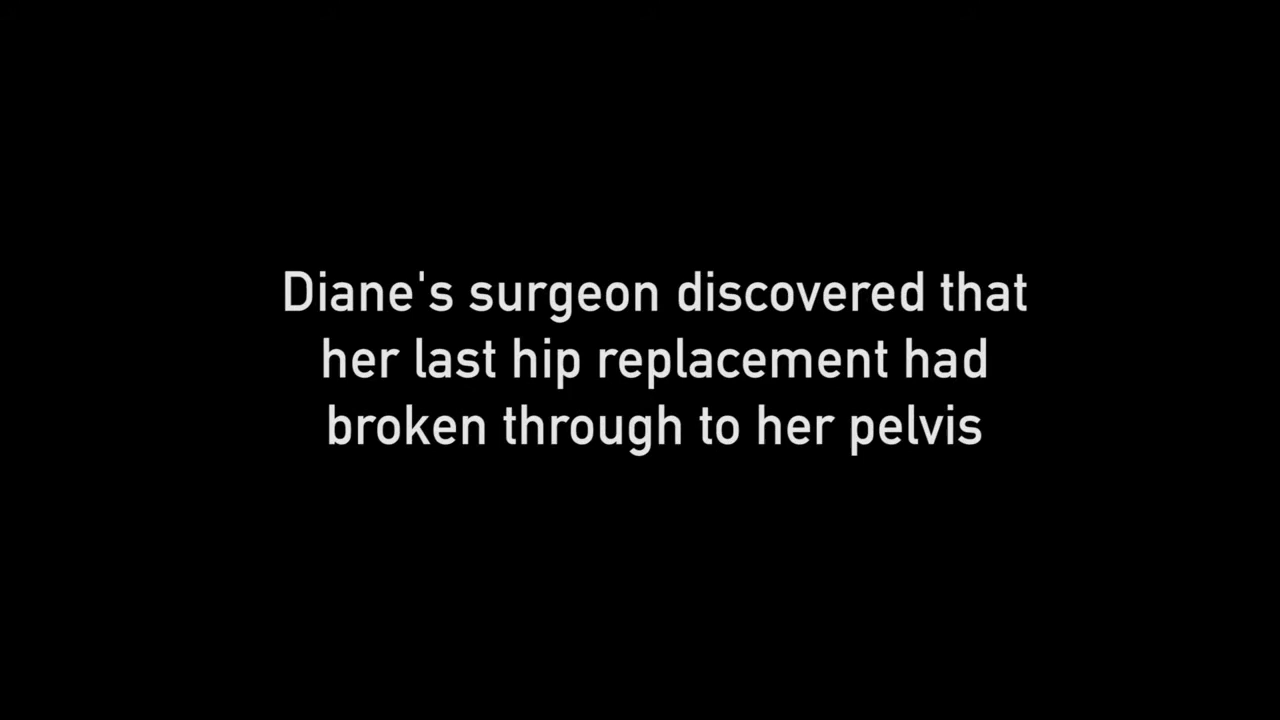 Diane's surgeon discovered that
her last hip replacement had
broken through to her pelvis